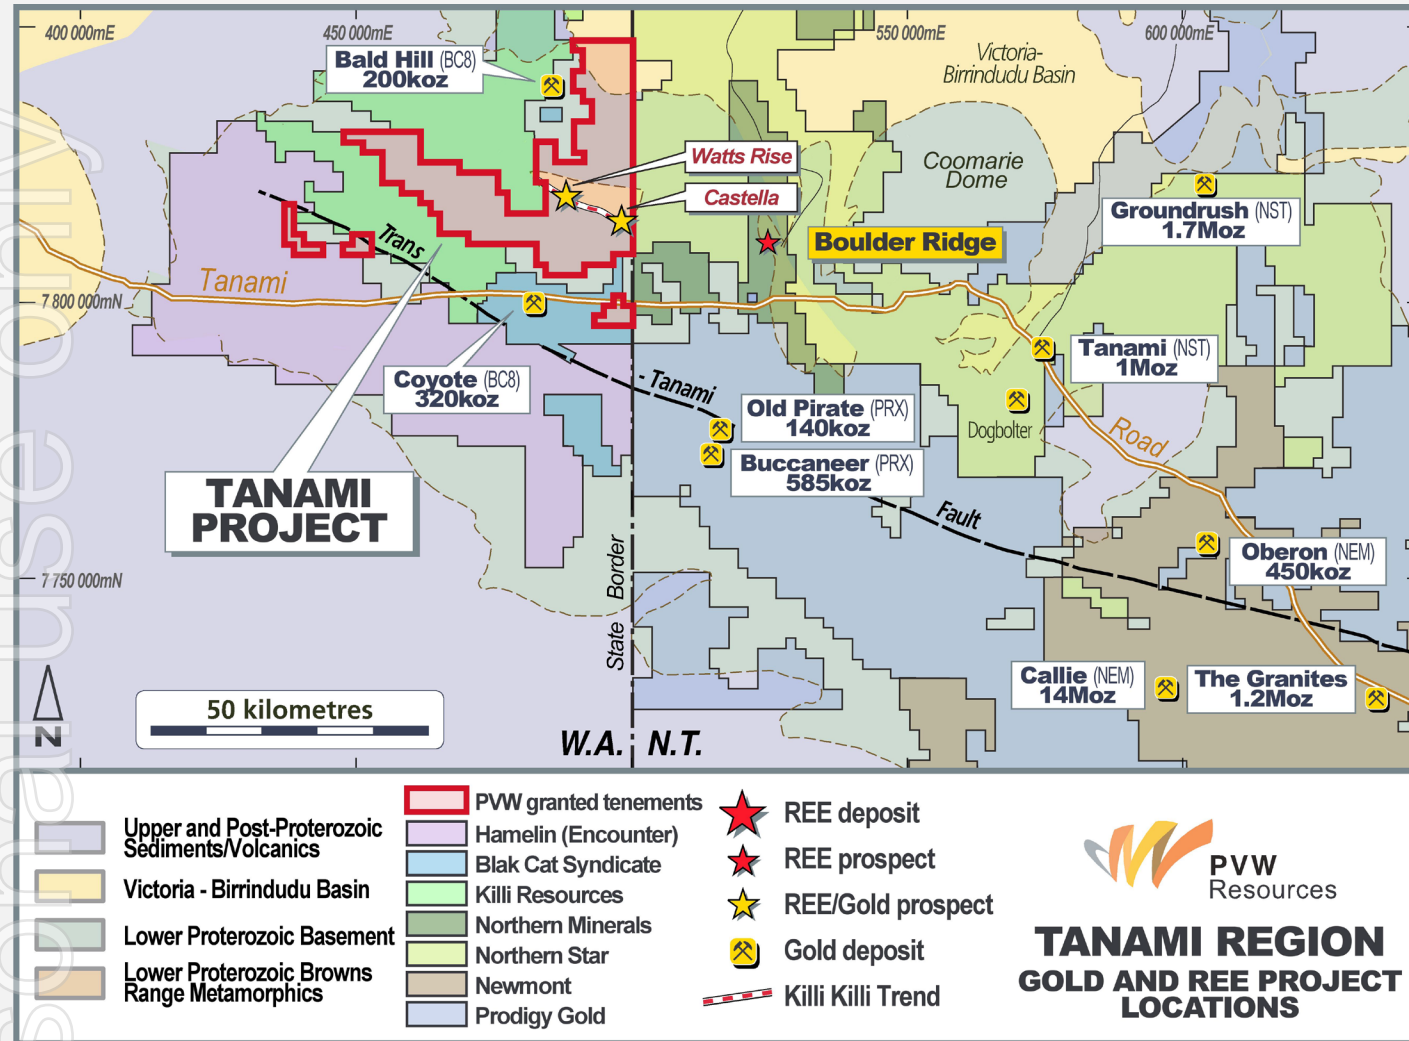 400 000mE
450 000mE
550 000mE
600 000mE
Bald Hill (BC8)
200koz
Victoria-
Birrindudu Basin
Watts Rise
Castella
Coomarie
Dome
Groundrush (NST)
1.7Moz
Boulder Ridge
Trans
Tanami
7 800 000mN
Tanami (NST)
1Moz
Coyote (BC8)
320koz
- Tanami
Old Pirate (PRX)
140koz
Dogbolter
Road
Buccaneer (PRX)
585koz
TANAMI
PROJECT
Fault
State Border
Oberon (NEM)
450koz
7 750 000mN
Callie (NEM)
14Moz
The Granites
1.2Moz
N
50 kilometres
W.A.
N.T.
Upper and Post-Proterozoic
Sediments/Volcanics
Victoria - Birrindudu Basin
Lower Proterozoic Basement
Lower Proterozoic Browns
Range Metamorphics
PVW granted tenements
Hamelin (Encounter)
Blak Cat Syndicate
Killi Resources
Northern Minerals
Northern Star
Newmont
Prodigy Gold
REE deposit
REE prospect
REE/Gold prospect
Gold deposit
Killi Killi Trend
PVW
Resources
TANAMI REGION
GOLD AND REE PROJECT
LOCATIONS
sonal use only